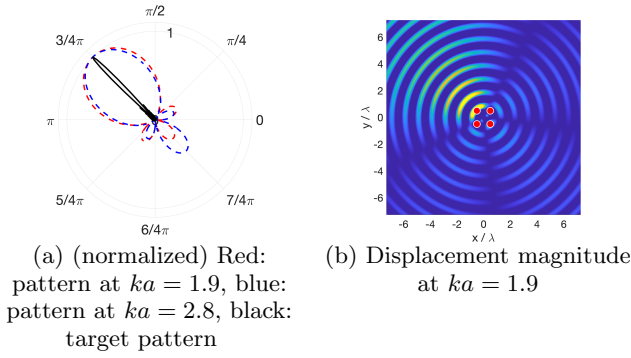 π/2
1
3/4π
π/4
π
0
5/4π
7/4π
6/4π
6
4
2
0
-2
-4
-6
y / λ
-6 -4 -2 0 2 4 6
x / λ
(a) (normalized) Red:
pattern at ka = 1.9, blue:
pattern at ka = 2.8, black:
target pattern
(b) Displacement magnitude
at ka = 1.9